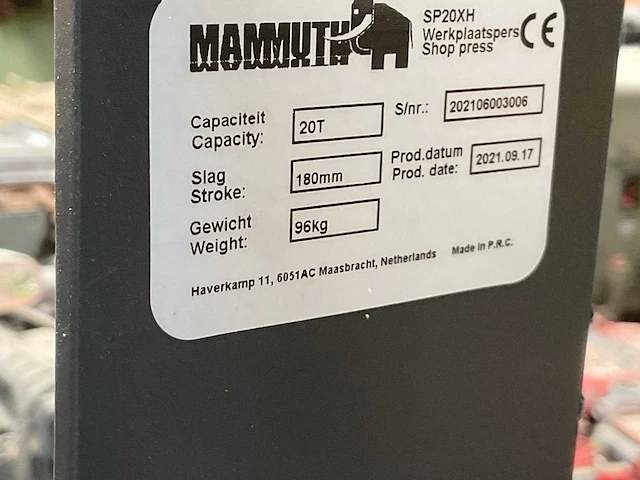 MAMMUTH
WORKSHOP
SP20XH
Werkplaatspers
Shop press
CE
Capaciteit
Capacity:
20T
S/nr.:
202106003006
Slag
Stroke:
180mm
Prod.datum
Prod. date:
2021.09.17
Gewicht
Weight:
96kg
Haverkamp 11, 6051AC Maasbracht, Netherlands
Made in P.R.C.